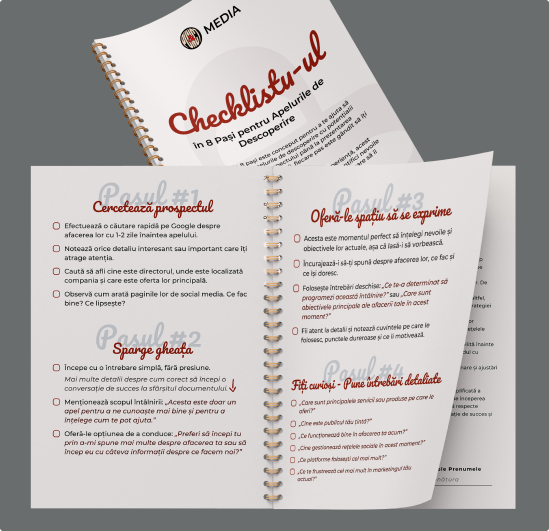 MEDIA
Checklistu-ul
în 8 Pași pentru Apelurile de
Descoperire
Pasul #1
Cercetează prospectul
Efectuează o căutare rapidă pe Google despre
afacerea lor cu 1-2 zile înaintea apelului.
Notează orice detaliu interesant sau important care îți
atrage atenția.
Caută să afli cine este directorul, unde este localizată
compania și care este oferta lor principală.
Observă cum arată paginile lor de social media. Ce fac
bine? Ce lipsește?
Pasul #2
Sparge gheața
Începe cu o întrebare simplă, fără presiune.
Mai multe detalii despre cum corect să începi o
conversație de succes la sfârșitul documentului.
Menționează scopul întâlnirii: „Acesta este doar un
apel pentru a ne cunoaște mai bine și pentru a
înțelege cum te pot ajuta.”
Oferă-le opțiunea de a conduce: „Preferi să începi tu
prin a-mi spune mai multe despre afacerea ta sau să
încep eu cu câteva informații despre ce facem noi?”
Pasul #3
Oferă-le spațiu să se exprime
Acesta este momentul perfect să înțelegi nevoile și
obiectivele lor actuale, așa că lasă-i să vorbească.
Încurajează-i să-ți spună despre afacerea lor, ce fac și
ce își doresc.
Folosește întrebări deschise: „Ce te-a determinat să
programezi această întâlnire?” sau „Care sunt
obiectivele principale ale afacerii tale în acest
moment?”
Fii atent la detalii și notează cuvintele pe care le
folosesc, punctele dureroase și ce îi motivează.
Pasul #4
Fiți curioși - Pune întrebări detaliate
„Care sunt principalele servicii sau produse pe care le
oferi?”
„Cine este publicul tău țintă?”
„Ce funcționează bine în afacerea ta acum?”
„Cine gestionează rețelele sociale în acest moment?”
„Ce platforme folosești cel mai mult?”
„Ce te frustrează cel mai mult în marketingul tău
actual?”
Prenumele